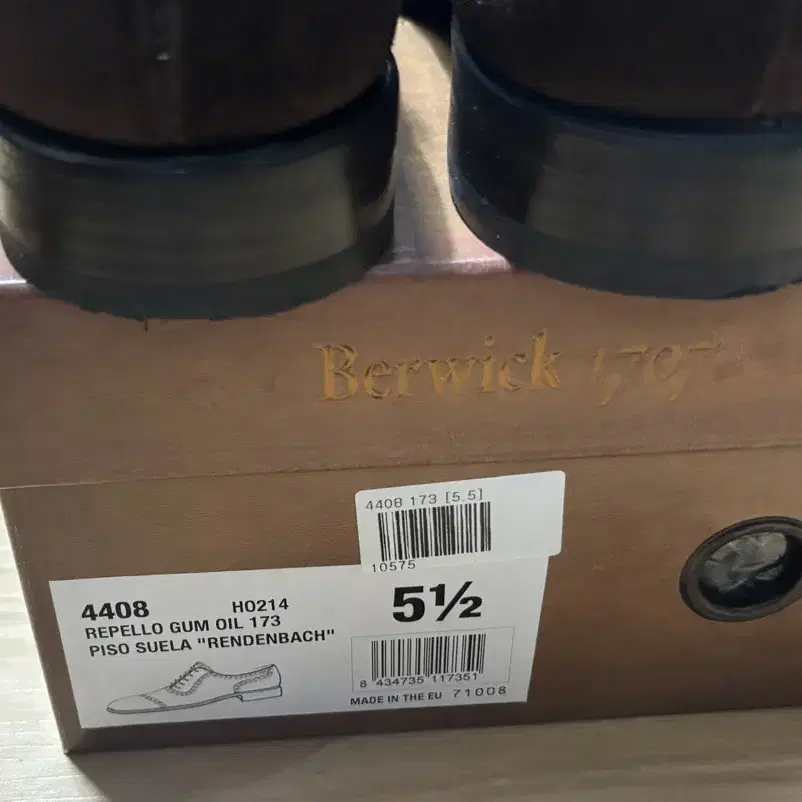 Berwick 1707
4408 173 [5.5]
10575
4408 HO214 5½
REPELLO GUM OIL 173
PISO SUELA "RENDENBACH"
8 434735 117351
MADE IN THE EU 71008